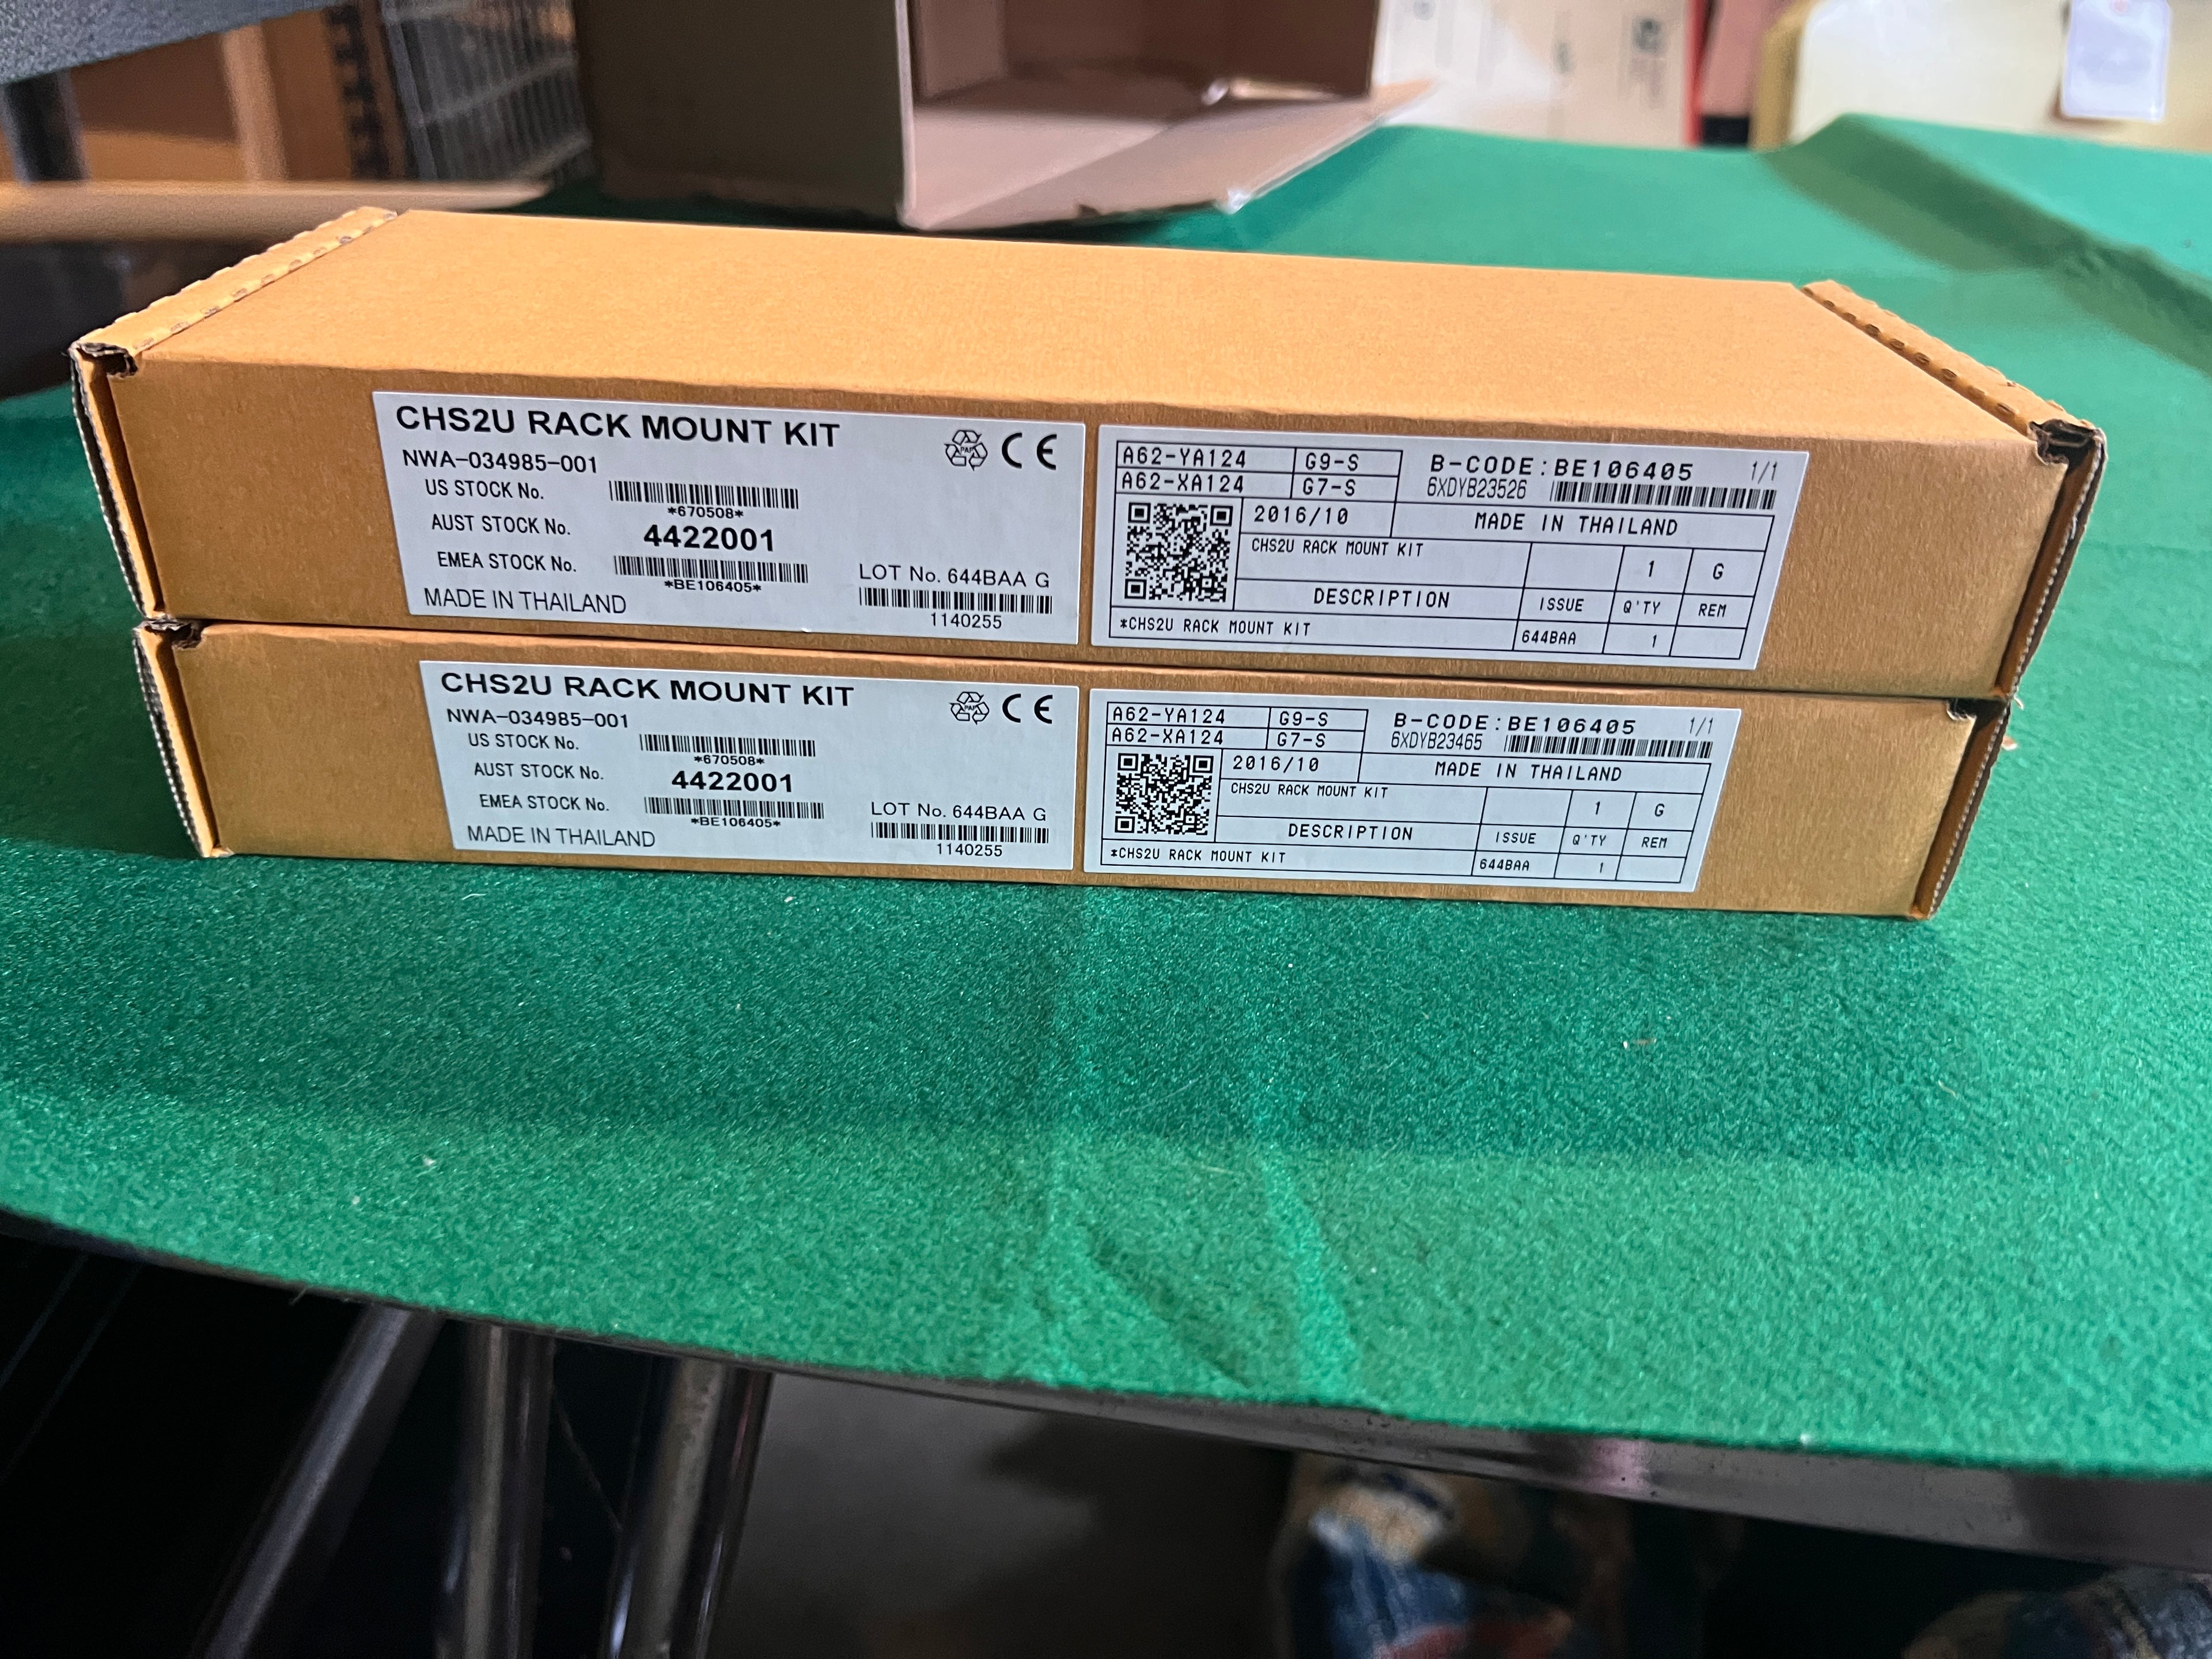 CHS2U RACK MOUNT KIT
NWA-034985-001
US STOCK No.
*670508*
AUST STOCK No.
4422001
EMEA STOCK No.
*BE106405*
MADE IN THAILAND
PAP
CE
LOT No. 644BAA G
1140255
A62-YA124 G9-S
A62-XA124 G7-S
B-CODE:BE106405 1/1
6XDYB23526
2016/10 MADE IN THAILAND
CHS2U RACK MOUNT KIT 1 G
DESCRIPTION ISSUE Q'TY REM
*CHS2U RACK MOUNT KIT 644BAA 1
CHS2U RACK MOUNT KIT
NWA-034985-001
US STOCK No.
*670508*
AUST STOCK No.
4422001
EMEA STOCK No.
*BE106405*
MADE IN THAILAND
PAP
CE
LOT No. 644BAA G
1140255
A62-YA124 G9-S
A62-XA124 G7-S
B-CODE:BE106405 1/1
6XDYB23465
2016/10 MADE IN THAILAND
CHS2U RACK MOUNT KIT 1 G
DESCRIPTION ISSUE Q'TY REM
*CHS2U RACK MOUNT KIT 644BAA 1